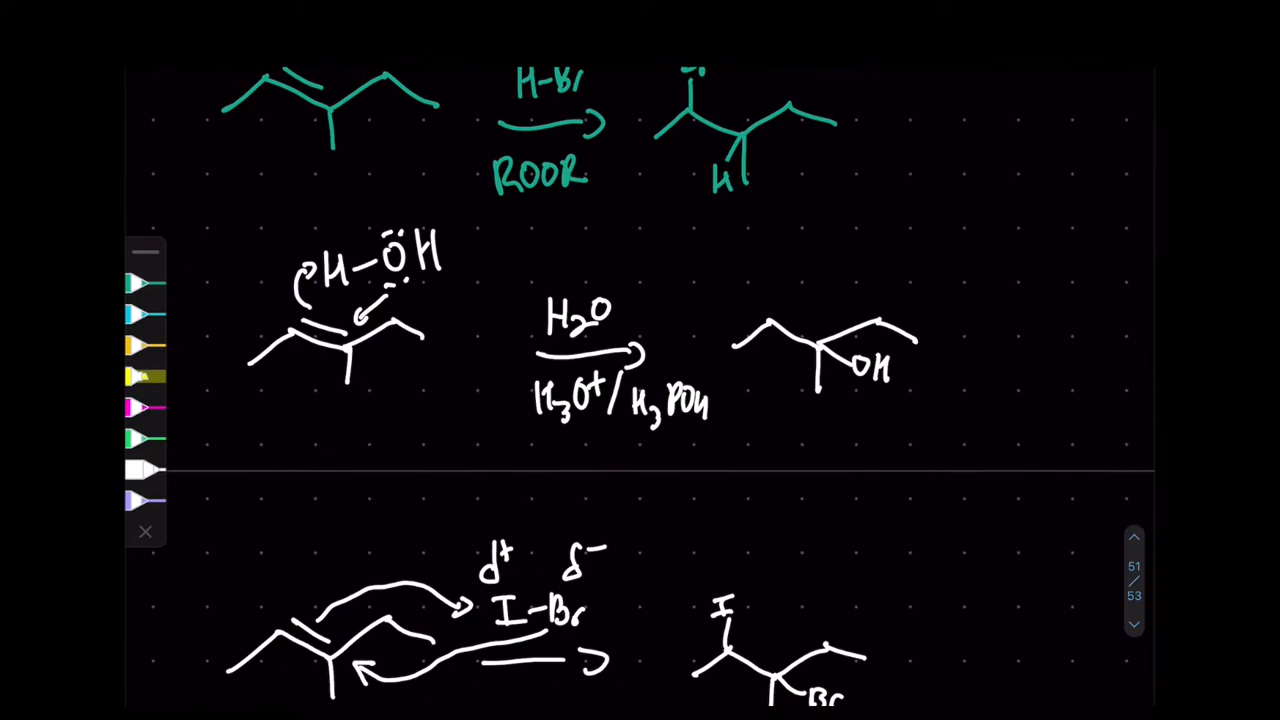 H-Br
ROOR
H
H-ÖH
H₂O
H₃O⁺/H₃PO₄
OH
d⁺ δ⁻
I-Br
I
Br
51
/
53